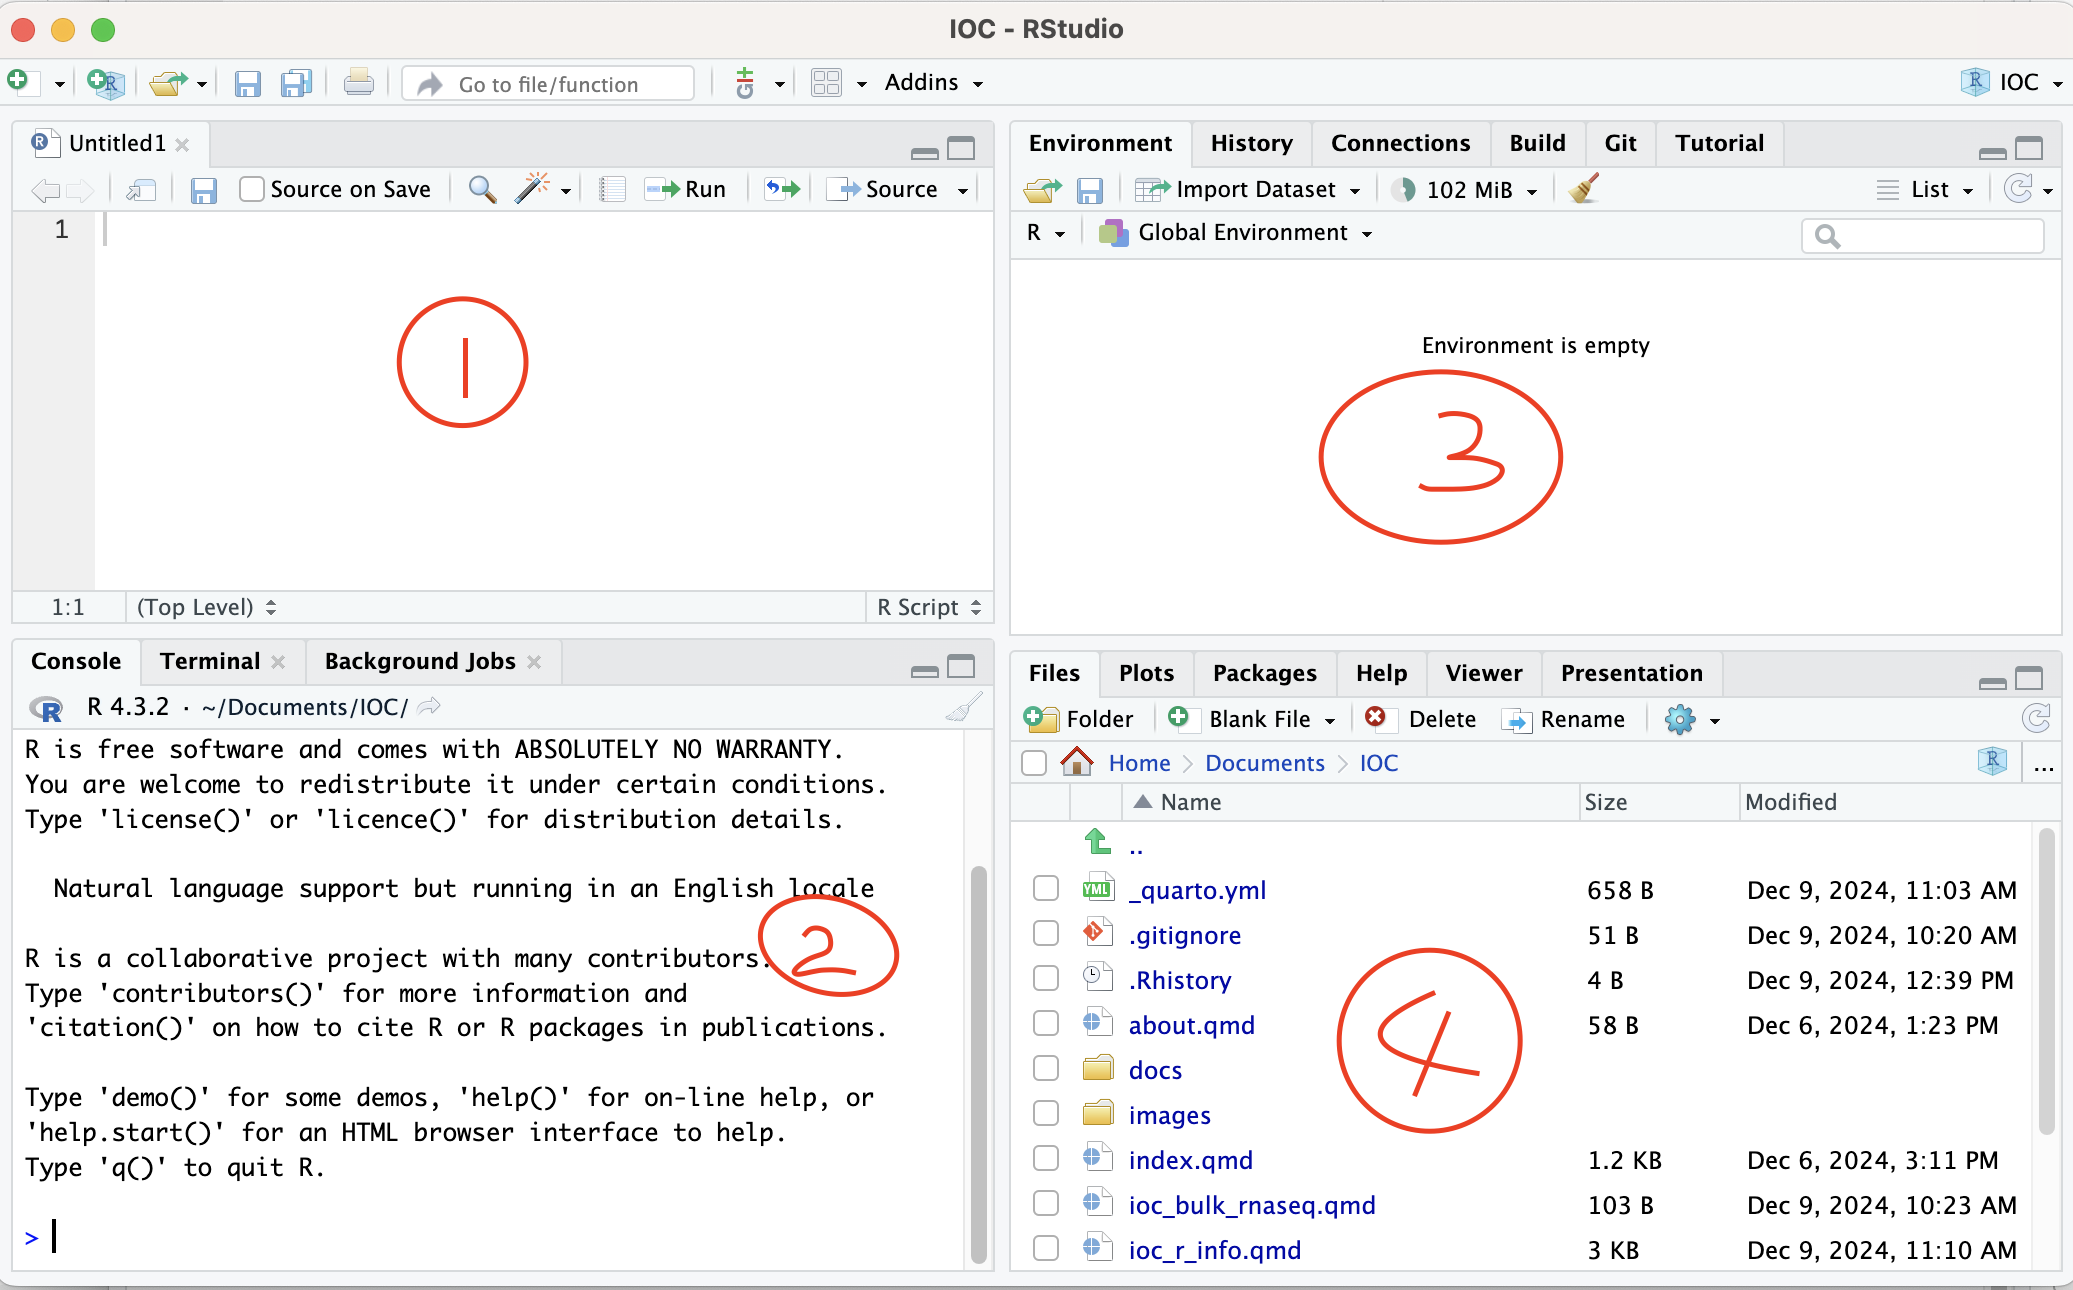 IOC - RStudio
Go to file/function
Addins
IOC
Untitled1
Source on Save
Run
Source
1
1
1:1
(Top Level)
R Script
Console
Terminal
Background Jobs
R 4.3.2 · ~/Documents/IOC/
R is free software and comes with ABSOLUTELY NO WARRANTY.
You are welcome to redistribute it under certain conditions.
Type 'license()' or 'licence()' for distribution details.
Natural language support but running in an English locale
R is a collaborative project with many contributors.
2
Type 'contributors()' for more information and
'citation()' on how to cite R or R packages in publications.
Type 'demo()' for some demos, 'help()' for on-line help, or
'help.start()' for an HTML browser interface to help.
Type 'q()' to quit R.
>
Environment
History
Connections
Build
Git
Tutorial
Import Dataset
102 MiB
List
R
Global Environment
Environment is empty
3
Files
Plots
Packages
Help
Viewer
Presentation
Folder
Blank File
Delete
Rename
Home
Documents
IOC
...
Name Size Modified
..
_quarto.yml 658 B Dec 9, 2024, 11:03 AM
.gitignore 51 B Dec 9, 2024, 10:20 AM
.Rhistory 4 B Dec 9, 2024, 12:39 PM
about.qmd 58 B Dec 6, 2024, 1:23 PM
4
docs
images
index.qmd 1.2 KB Dec 6, 2024, 3:11 PM
ioc_bulk_rnaseq.qmd 103 B Dec 9, 2024, 10:23 AM
ioc_r_info.qmd 3 KB Dec 9, 2024, 11:10 AM